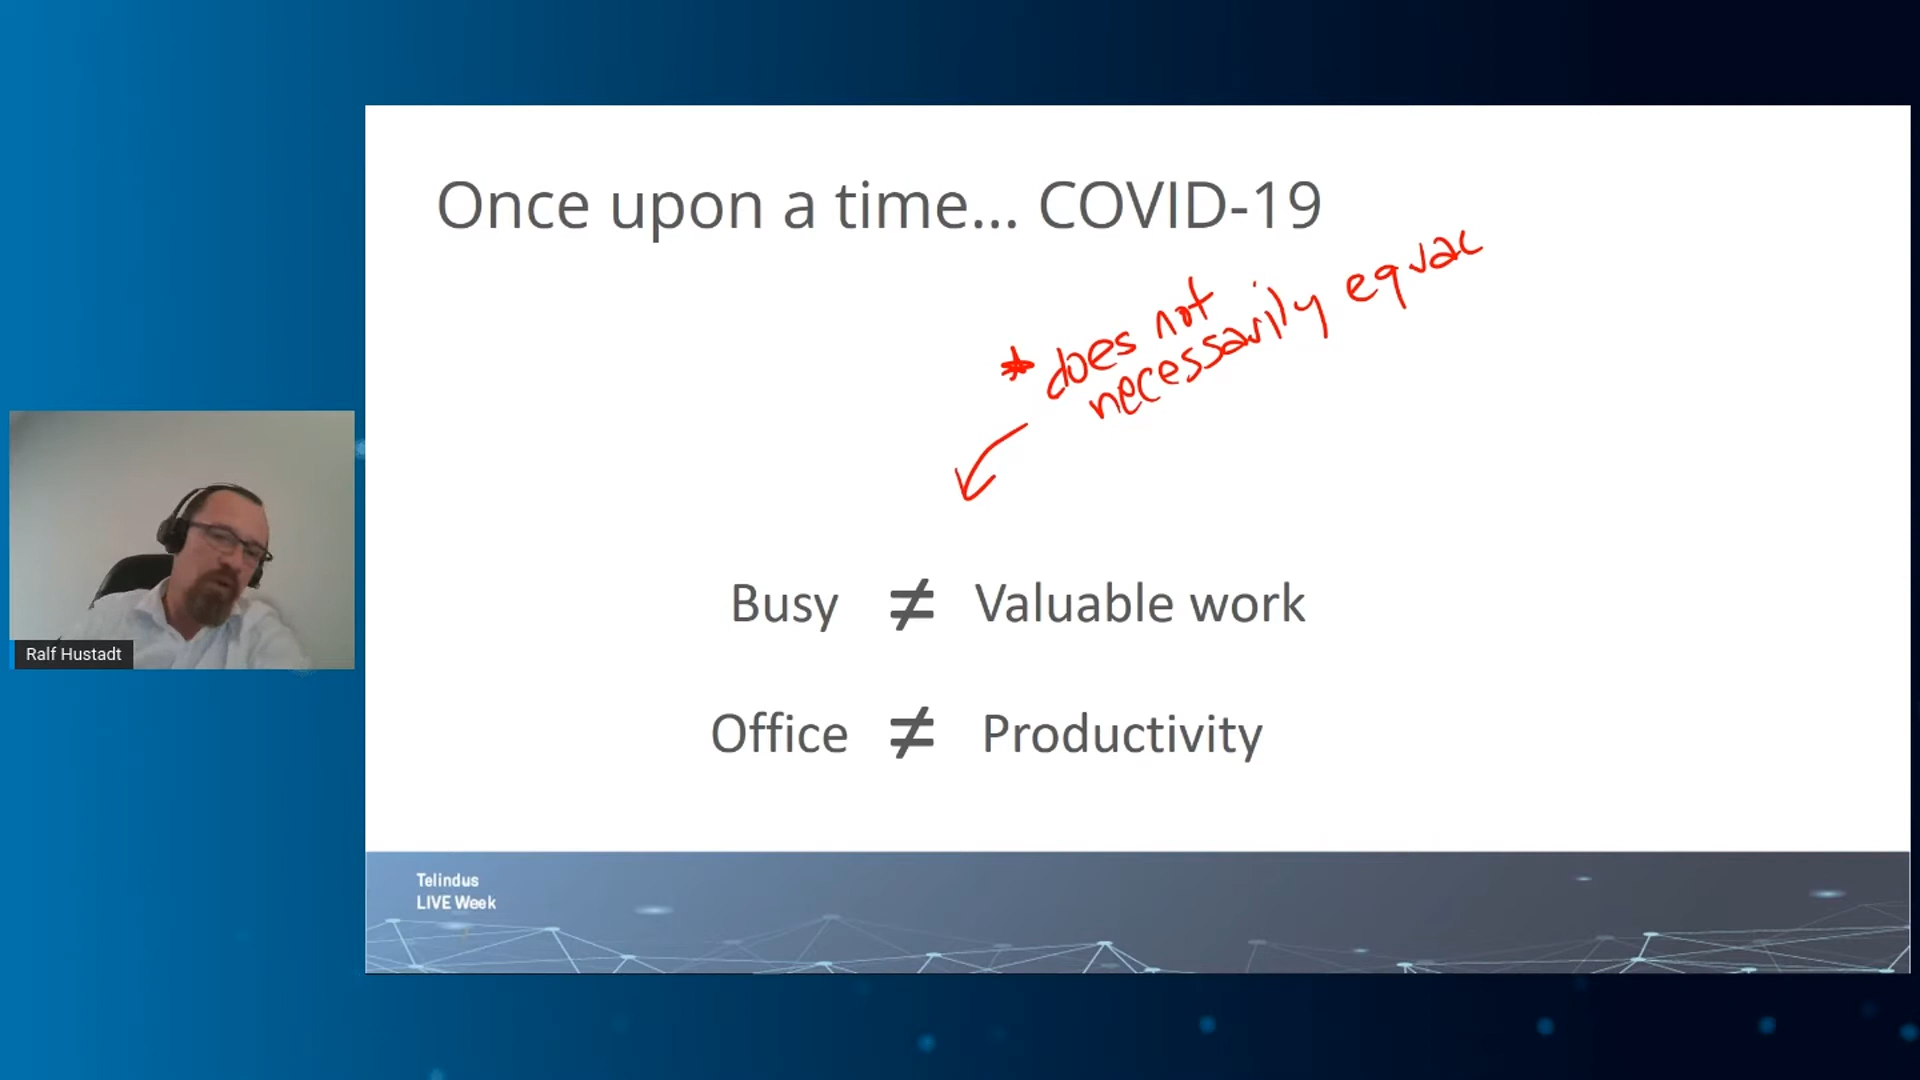 Once upon a time... COVID-19
* does not
necessarily equal
Busy ≠ Valuable work
Office ≠ Productivity
Ralf Hustadt
Telindus
LIVE Week